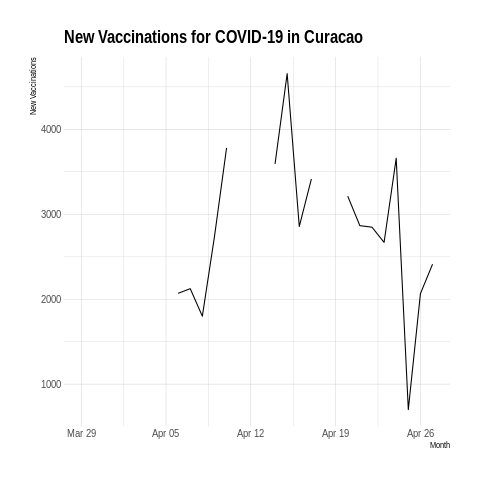 New Vaccinations for COVID-19 in Curacao
New Vaccinations
4000
3000
2000
1000
Mar 29 Apr 05 Apr 12 Apr 19 Apr 26
Month